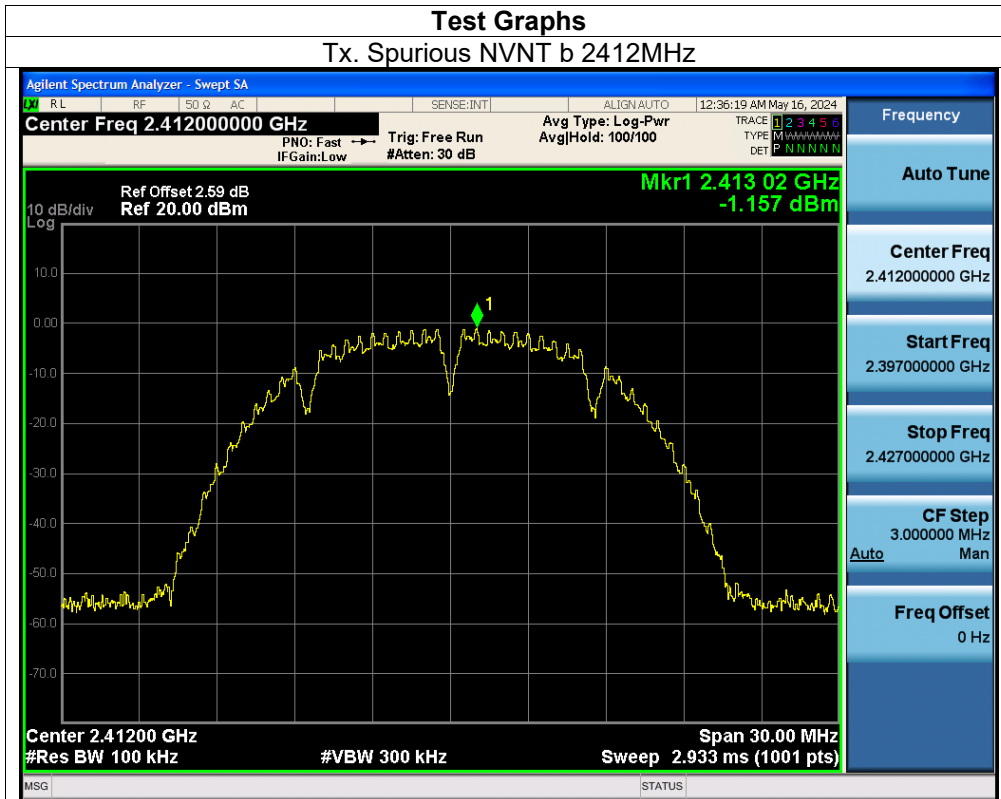 Test Graphs
Tx. Spurious NVNT b 2412MHz
Agilent Spectrum Analyzer - Swept SA
LXI RL RF 50 Ω AC SENSE:INT ALIGN AUTO 12:36:19 AM May 16, 2024
Center Freq 2.412000000 GHz
PNO: Fast
IFGain:Low
Trig: Free Run
#Atten: 30 dB
Avg Type: Log-Pwr
Avg|Hold: 100/100
TRACE 1 2 3 4 5 6
TYPE M W W W W W
DET P N N N N N
Mkr1 2.413 02 GHz
-1.157 dBm
Ref Offset 2.59 dB
10 dB/div Ref 20.00 dBm
Log
10.0
0.00
-10.0
-20.0
-30.0
-40.0
-50.0
-60.0
-70.0
1
Center 2.41200 GHz Span 30.00 MHz
#Res BW 100 kHz #VBW 300 kHz Sweep 2.933 ms (1001 pts)
MSG STATUS
Frequency
Auto Tune
Center Freq
2.412000000 GHz
Start Freq
2.397000000 GHz
Stop Freq
2.427000000 GHz
CF Step
3.000000 MHz
Auto Man
Freq Offset
0 Hz